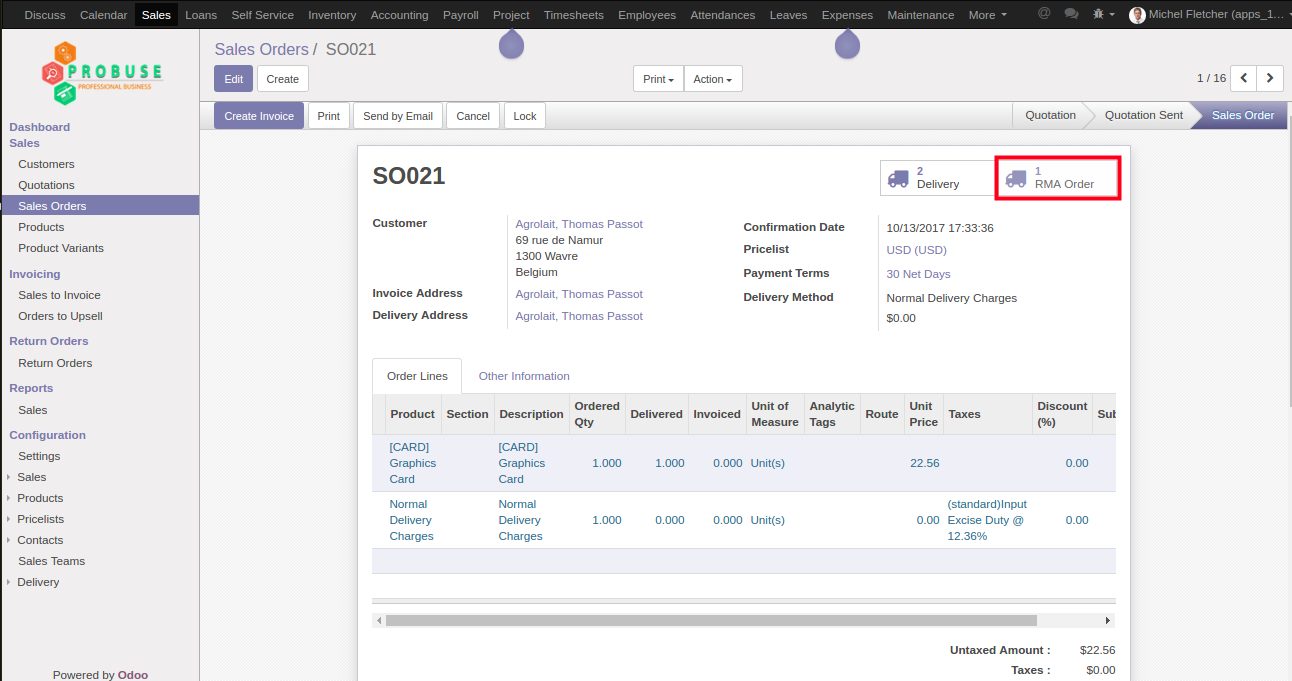 Discuss Calendar Sales Loans Self Service Inventory Accounting Payroll Project Timesheets Employees Attendances Leaves Expenses Maintenance More @ Michel Fletcher (apps_1...
PROBUSE
PROFESSIONAL BUSINESS
Dashboard
Sales
Customers
Quotations
Sales Orders
Products
Product Variants
Invoicing
Sales to Invoice
Orders to Upsell
Return Orders
Return Orders
Reports
Sales
Configuration
Settings
Sales
Products
Pricelists
Contacts
Sales Teams
Delivery
Powered by Odoo
Sales Orders / SO021
Edit Create Print Action 1 / 16
Create Invoice Print Send by Email Cancel Lock Quotation Quotation Sent Sales Order
SO021
2
Delivery
1
RMA Order
Customer
Agrolait, Thomas Passot
69 rue de Namur
1300 Wavre
Belgium
Invoice Address Agrolait, Thomas Passot
Delivery Address Agrolait, Thomas Passot
Confirmation Date 10/13/2017 17:33:36
Pricelist USD (USD)
Payment Terms 30 Net Days
Delivery Method Normal Delivery Charges
$0.00
Order Lines Other Information
Product Section Description Ordered Qty Delivered Invoiced Unit of Measure Analytic Tags Route Unit Price Taxes Discount (%) Sub
[CARD] Graphics Card [CARD] Graphics Card 1.000 1.000 0.000 Unit(s) 22.56 0.00
Normal Delivery Charges Normal Delivery Charges 1.000 0.000 0.000 Unit(s) 0.00 (standard)Input Excise Duty @ 12.36% 0.00
Untaxed Amount : $22.56
Taxes : $0.00